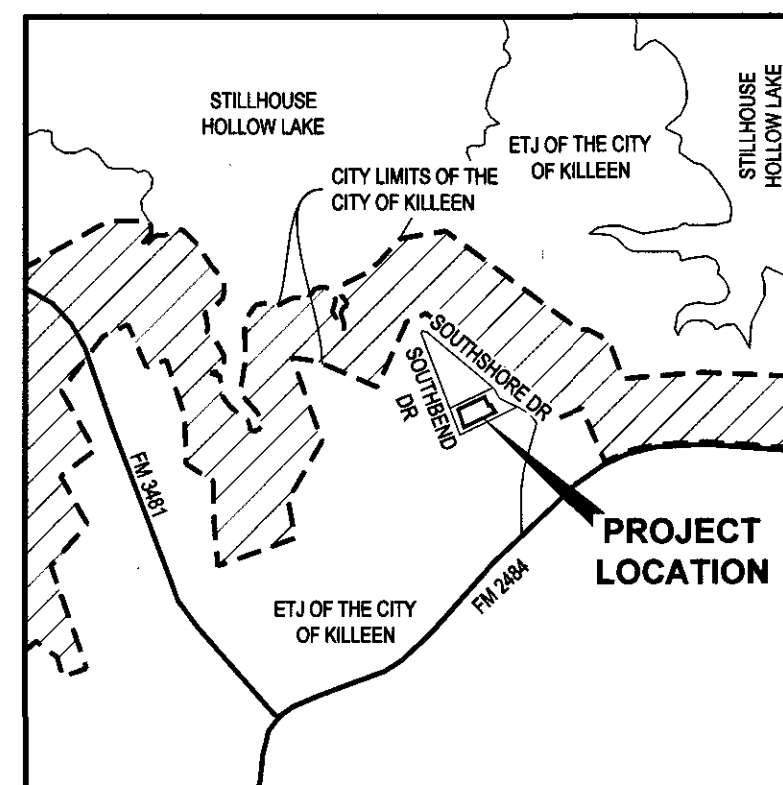 STILLHOUSE
HOLLOW LAKE
ETJ OF THE CITY
OF KILLEEN
STILLHOUSE
HOLLOW LAKE
CITY LIMITS OF THE
CITY OF KILLEEN
SOUTHSHORE DR
SOUTHBEND
DR
FM 3481
PROJECT
LOCATION
FM 2484
ETJ OF THE CITY
OF KILLEEN